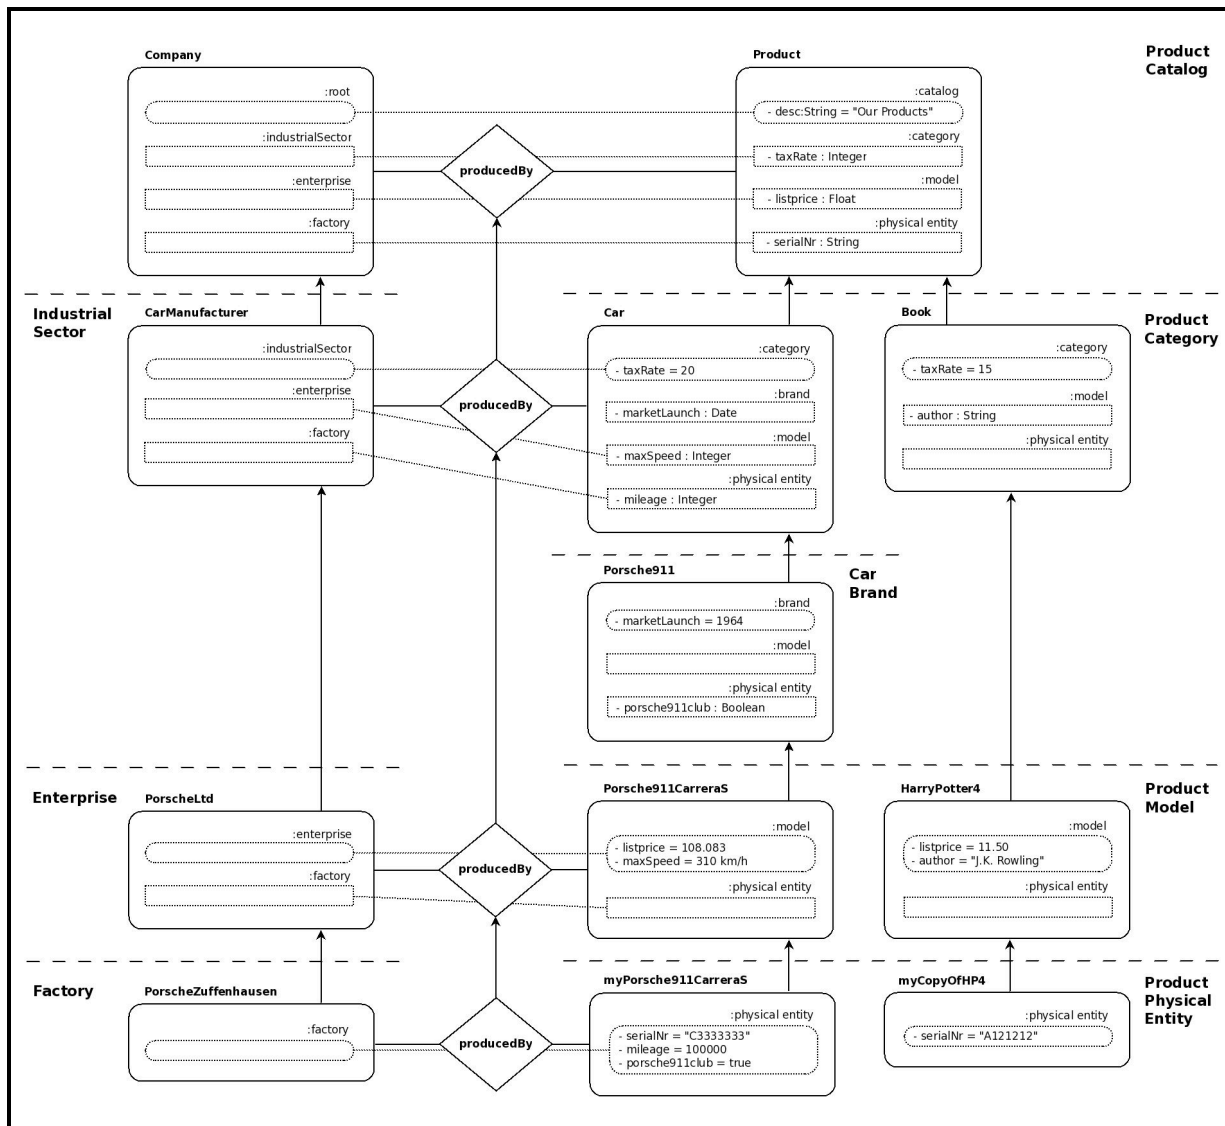 Company
:root
:industrialSector
:enterprise
:factory
producedBy
Product
:catalog
- desc:String = "Our Products"
:category
- taxRate : Integer
:model
- listprice : Float
:physical entity
- serialNr : String
Product
Catalog
Industrial
Sector
CarManufacturer
:industrialSector
:enterprise
:factory
producedBy
Car
:category
- taxRate = 20
:brand
- marketLaunch : Date
:model
- maxSpeed : Integer
:physical entity
- mileage : Integer
Book
:category
- taxRate = 15
:model
- author : String
:physical entity
Product
Category
Porsche911
:brand
- marketLaunch = 1964
:model
:physical entity
- porsche911club : Boolean
Car
Brand
Enterprise
PorscheLtd
:enterprise
:factory
producedBy
Porsche911CarreraS
:model
- listprice = 108.083
- maxSpeed = 310 km/h
:physical entity
HarryPotter4
:model
- listprice = 11.50
- author = "J.K. Rowling"
:physical entity
Product
Model
Factory
PorscheZuffenhausen
:factory
producedBy
myPorsche911CarreraS
:physical entity
- serialNr = "C3333333"
- mileage = 100000
- porsche911club = true
myCopyOfHP4
:physical entity
- serialNr = "A121212"
Product
Physical
Entity